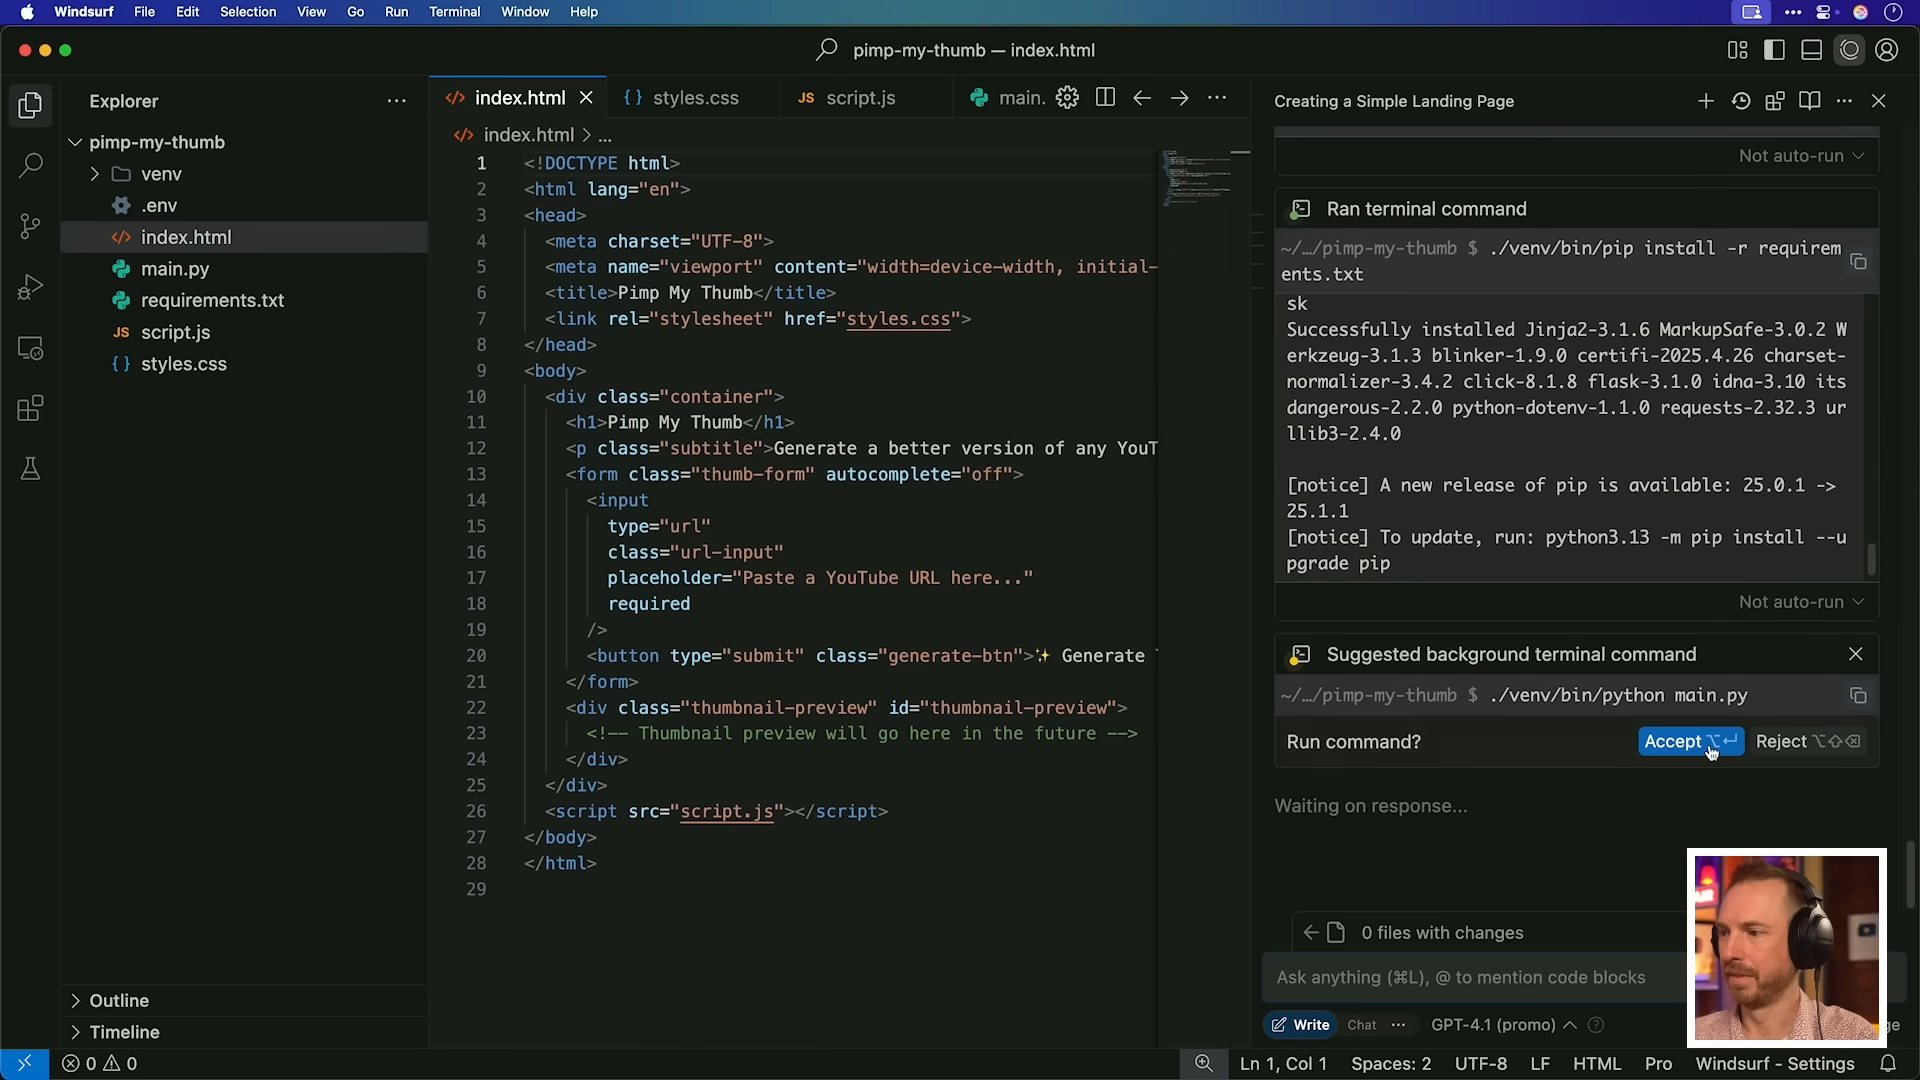 Windsurf File Edit Selection View Go Run Terminal Window Help
pimp-my-thumb — index.html
Explorer
pimp-my-thumb
venv
.env
index.html
main.py
requirements.txt
JS script.js
{} styles.css
Outline
Timeline
index.html
{} styles.css
JS script.js
main.
index.html > ...
1 <!DOCTYPE html>
2 <html lang="en">
3 <head>
4 <meta charset="UTF-8">
5 <meta name="viewport" content="width=device-width, initial-
6 <title>Pimp My Thumb</title>
7 <link rel="stylesheet" href="styles.css">
8 </head>
9 <body>
10 <div class="container">
11 <h1>Pimp My Thumb</h1>
12 <p class="subtitle">Generate a better version of any YouT
13 <form class="thumb-form" autocomplete="off">
14 <input
15 type="url"
16 class="url-input"
17 placeholder="Paste a YouTube URL here..."
18 required
19 />
20 <button type="submit" class="generate-btn">✨ Generate
21 </form>
22 <div class="thumbnail-preview" id="thumbnail-preview">
23 <!-- Thumbnail preview will go here in the future -->
24 </div>
25 </div>
26 <script src="script.js"></script>
27 </body>
28 </html>
29
Creating a Simple Landing Page
Not auto-run
Ran terminal command
~/…/pimp-my-thumb $ ./venv/bin/pip install -r requirem
ents.txt
sk
Successfully installed Jinja2-3.1.6 MarkupSafe-3.0.2 W
erkzeug-3.1.3 blinker-1.9.0 certifi-2025.4.26 charset-
normalizer-3.4.2 click-8.1.8 flask-3.1.0 idna-3.10 its
dangerous-2.2.0 python-dotenv-1.1.0 requests-2.32.3 ur
llib3-2.4.0
[notice] A new release of pip is available: 25.0.1 ->
25.1.1
[notice] To update, run: python3.13 -m pip install --u
pgrade pip
Not auto-run
Suggested background terminal command
~/…/pimp-my-thumb $ ./venv/bin/python main.py
Run command? Accept ⌥↵ Reject ⌥⇧⌫
Waiting on response...
0 files with changes
Ask anything (⌘L), @ to mention code blocks
Write Chat ... GPT-4.1 (promo)
0 0 Ln 1, Col 1 Spaces: 2 UTF-8 LF HTML Pro Windsurf - Settings